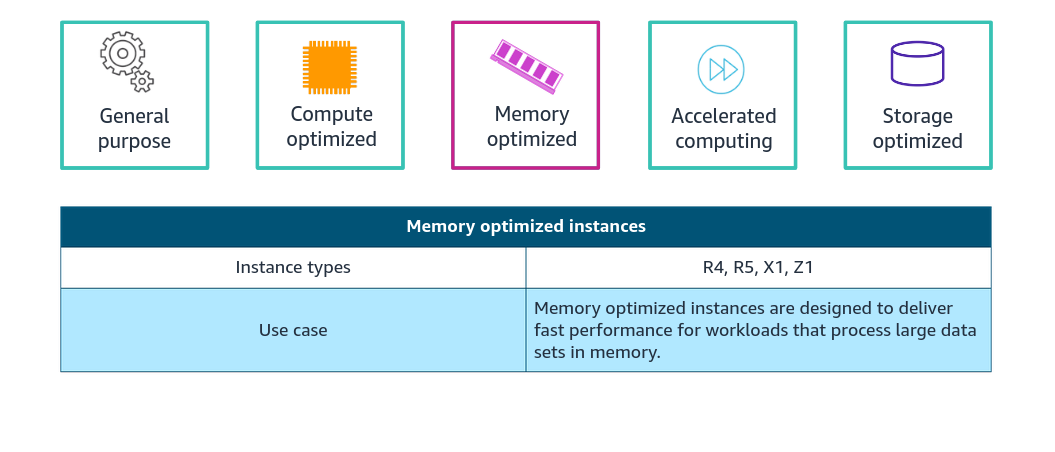 General
purpose
Compute
optimized
Memory
optimized
Accelerated
computing
Storage
optimized
Memory optimized instances
Instance types
R4, R5, X1, Z1
Use case
Memory optimized instances are designed to deliver
fast performance for workloads that process large data
sets in memory.